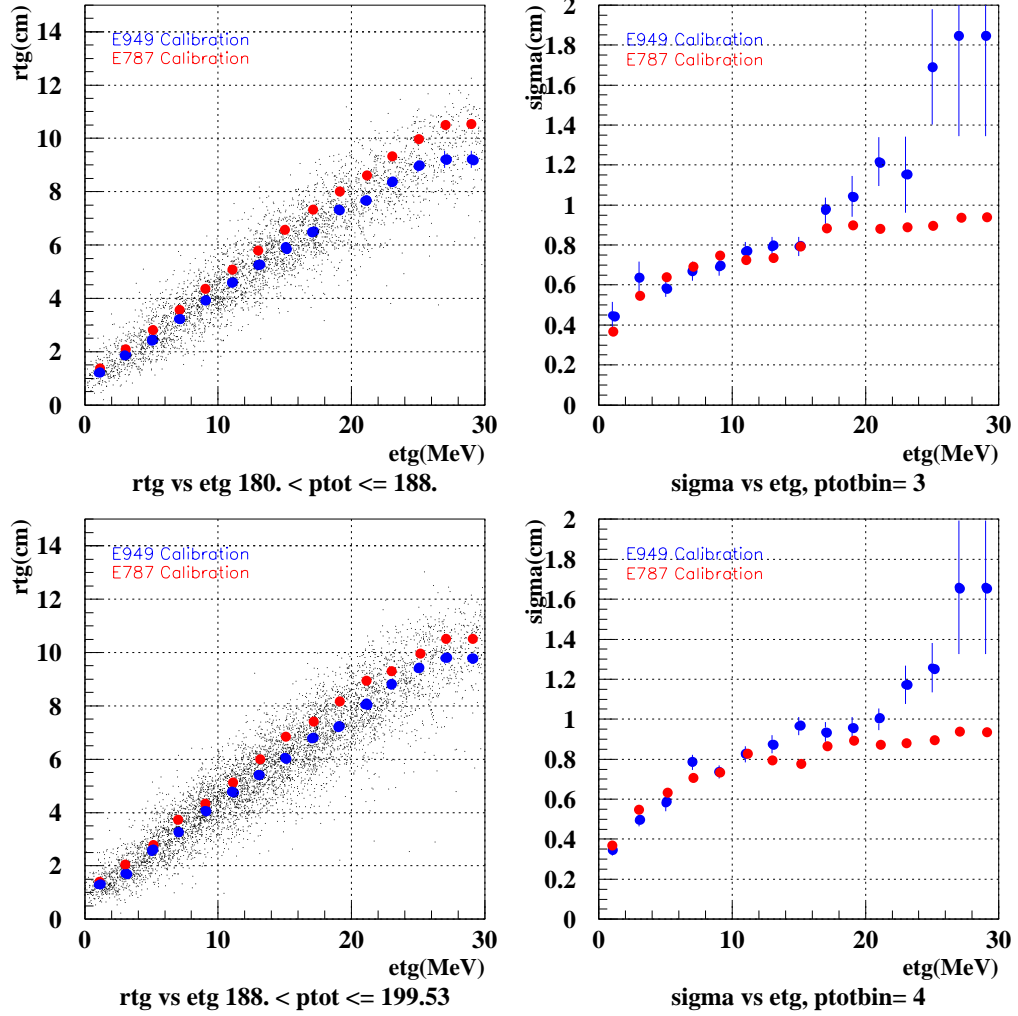 rtg(cm)
14
12
10
8
6
4
2
0
E949 Calibration
E787 Calibration
0 10 20 30
etg(MeV)
rtg vs etg 180. < ptot <= 188.
sigma(cm)
2
1.8
1.6
1.4
1.2
1
0.8
0.6
0.4
0.2
0
E949 Calibration
E787 Calibration
0 10 20 30
etg(MeV)
sigma vs etg, ptotbin= 3
rtg(cm)
14
12
10
8
6
4
2
0
E949 Calibration
E787 Calibration
0 10 20 30
etg(MeV)
rtg vs etg 188. < ptot <= 199.53
sigma(cm)
2
1.8
1.6
1.4
1.2
1
0.8
0.6
0.4
0.2
0
E949 Calibration
E787 Calibration
0 10 20 30
etg(MeV)
sigma vs etg, ptotbin= 4